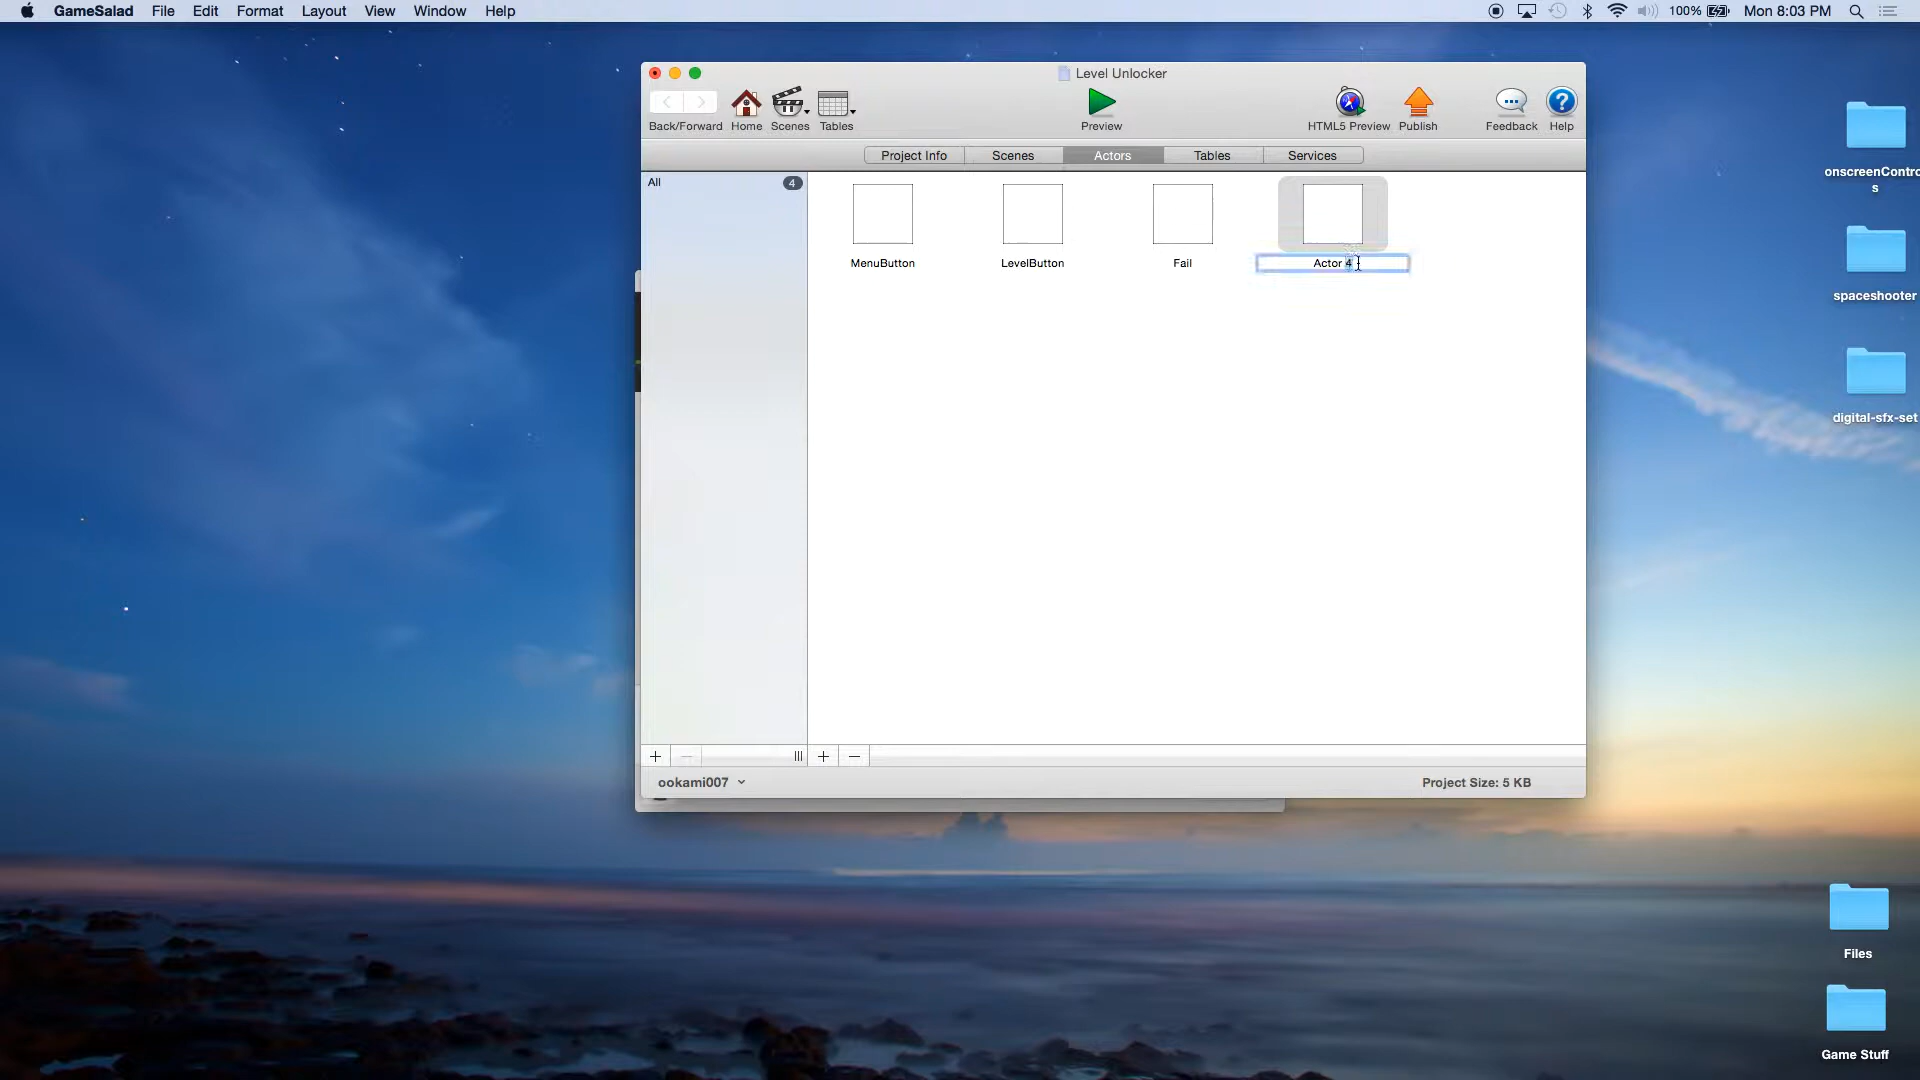 GameSalad File Edit Format Layout View Window Help 100% Mon 8:03 PM
Level Unlocker
Back/Forward Home Scenes Tables Preview HTML5 Preview Publish Feedback Help
Project Info Scenes Actors Tables Services
All 4
MenuButton LevelButton Fail Actor 4
ookami007 Project Size: 5 KB
onscreenContro
s
spaceshooter
digital-sfx-set
Files
Game Stuff